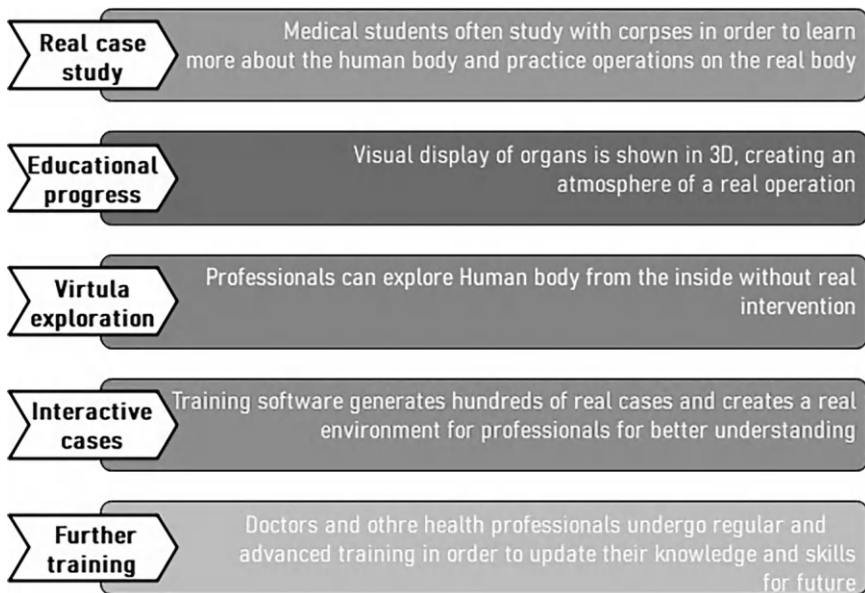 Real case
study
Medical students often study with corpses in order to learn
more about the human body and practice operations on the real body
Educational
progress
Visual display of organs is shown in 3D, creating an
atmosphere of a real operation
Virtula
exploration
Professionals can explore Human body from the inside without real
intervention
Interactive
cases
Training software generates hundreds of real cases and creates a real
environment for professionals for better understanding
Further
training
Doctors and othre health professionals undergo regular and
advanced training in order to update their knowledge and skills
for future